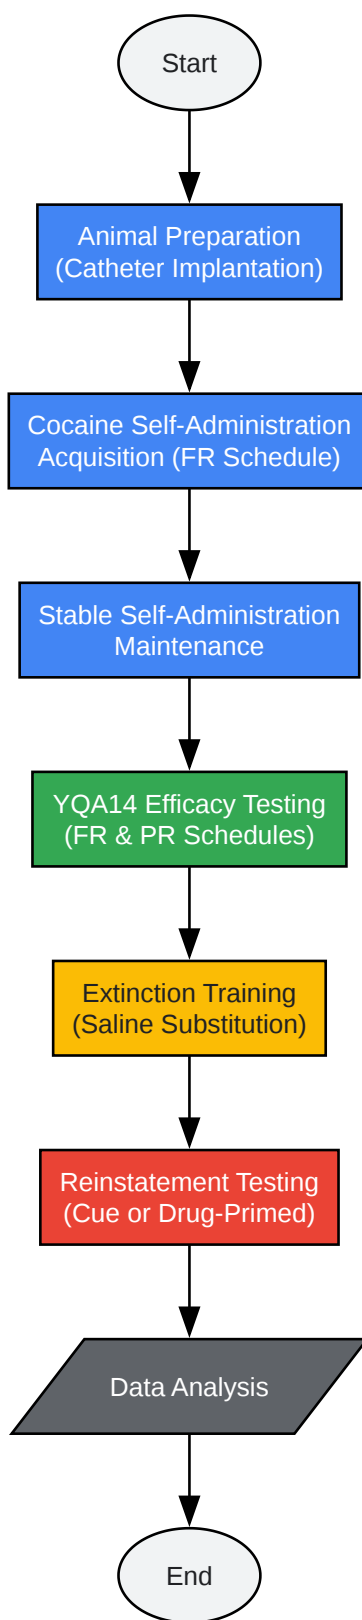 Start
Animal Preparation
(Catheter Implantation)
Cocaine Self-Administration
Acquisition (FR Schedule)
Stable Self-Administration
Maintenance
YQA14 Efficacy Testing
(FR & PR Schedules)
Extinction Training
(Saline Substitution)
Reinstatement Testing
(Cue or Drug-Primed)
Data Analysis
End